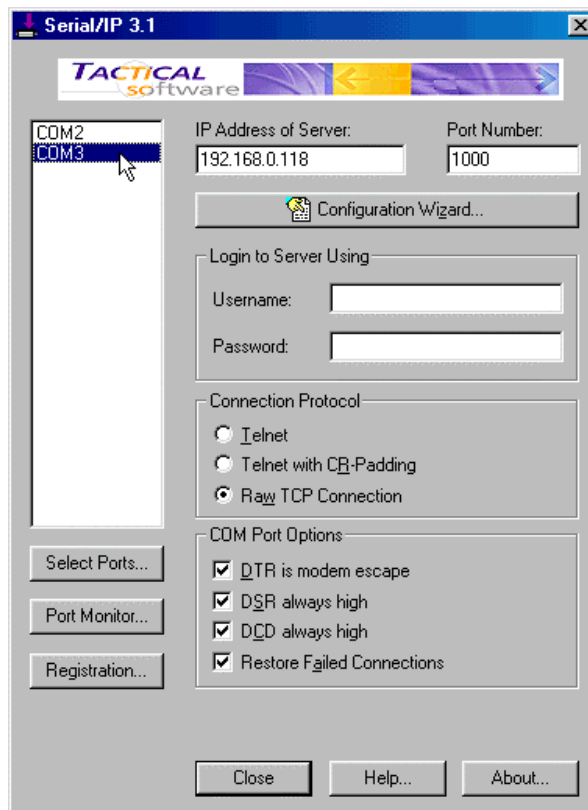 Serial/IP 3.1
TACTICAL
software
COM2
COM3
IP Address of Server:
Port Number:
192.168.0.118
1000
Configuration Wizard...
Login to Server Using
Username:
Password:
Connection Protocol
Telnet
Telnet with CR-Padding
Raw TCP Connection
COM Port Options
DTR is modem escape
DSR always high
DCD always high
Restore Failed Connections
Select Ports...
Port Monitor...
Registration...
Close
Help...
About...